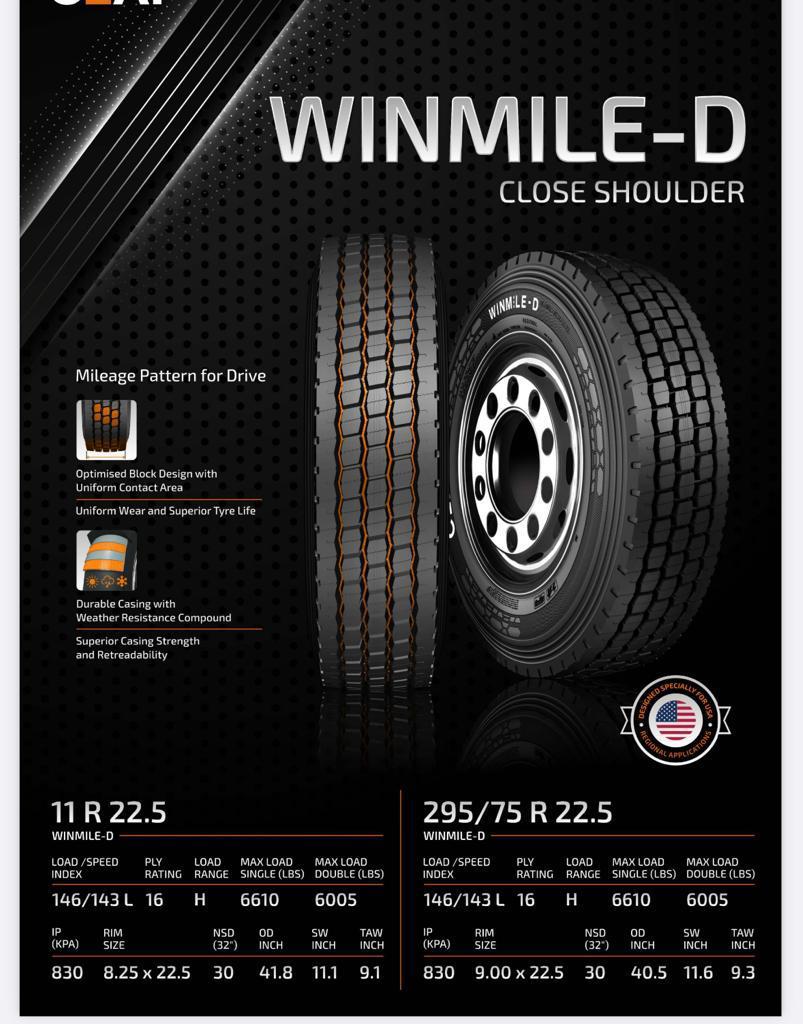 WINMILE-D
CLOSE SHOULDER
WINMILE-D
Mileage Pattern for Drive
Optimised Block Design with
Uniform Contact Area
Uniform Wear and Superior Tyre Life
Durable Casing with
Weather Resistance Compound
Superior Casing Strength
and Retreadability
DESIGNED SPECIALLY FOR USA
REGIONAL APPLICATIONS
11 R 22.5
WINMILE-D
LOAD /SPEED INDEX PLY RATING LOAD RANGE MAX LOAD SINGLE (LBS) MAX LOAD DOUBLE (LBS)
146/143 L 16 H 6610 6005
IP (KPA) RIM SIZE NSD (32") OD INCH SW INCH TAW INCH
830 8.25 x 22.5 30 41.8 11.1 9.1
295/75 R 22.5
WINMILE-D
LOAD /SPEED INDEX PLY RATING LOAD RANGE MAX LOAD SINGLE (LBS) MAX LOAD DOUBLE (LBS)
146/143 L 16 H 6610 6005
IP (KPA) RIM SIZE NSD (32") OD INCH SW INCH TAW INCH
830 9.00 x 22.5 30 40.5 11.6 9.3